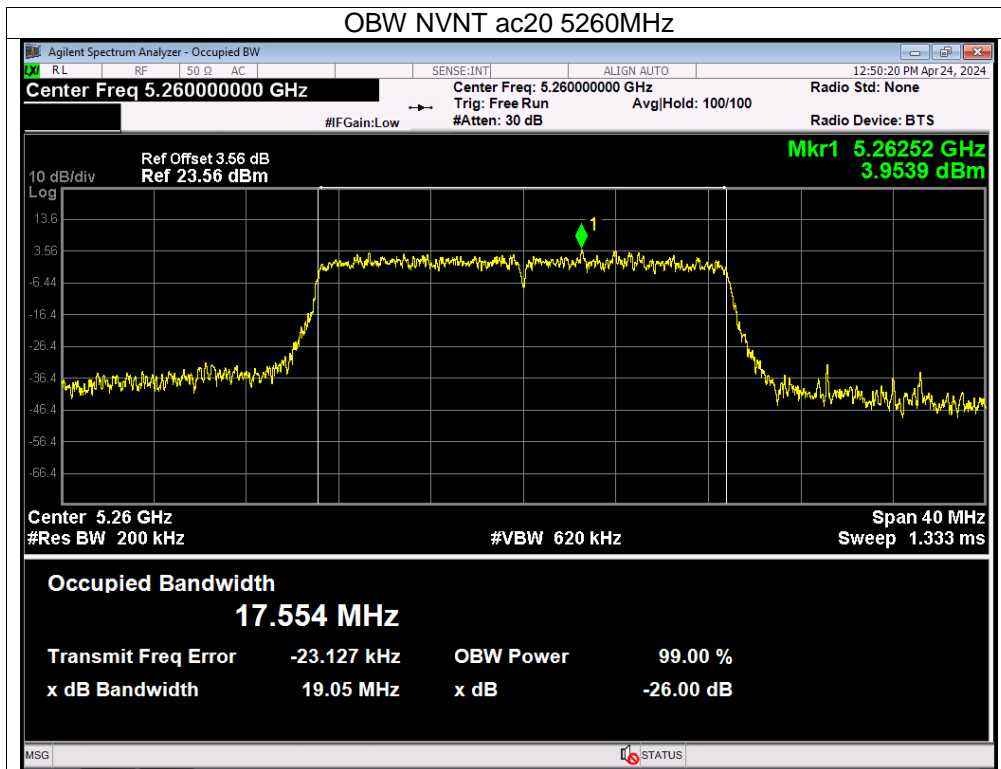 OBW NVNT ac20 5260MHz
Agilent Spectrum Analyzer - Occupied BW
LXI RL RF 50 Ω AC SENSE:INT ALIGN AUTO 12:50:20 PM Apr 24, 2024
Center Freq 5.260000000 GHz Center Freq: 5.260000000 GHz Radio Std: None
Trig: Free Run Avg|Hold: 100/100
#IFGain:Low #Atten: 30 dB Radio Device: BTS
Mkr1 5.26252 GHz
3.9539 dBm
Ref Offset 3.56 dB
10 dB/div Ref 23.56 dBm
Log
13.6
1
3.56
-6.44
-16.4
-26.4
-36.4
-46.4
-56.4
-66.4
Center 5.26 GHz Span 40 MHz
#Res BW 200 kHz #VBW 620 kHz Sweep 1.333 ms
Occupied Bandwidth
17.554 MHz
Transmit Freq Error -23.127 kHz OBW Power 99.00 %
x dB Bandwidth 19.05 MHz x dB -26.00 dB
MSG STATUS